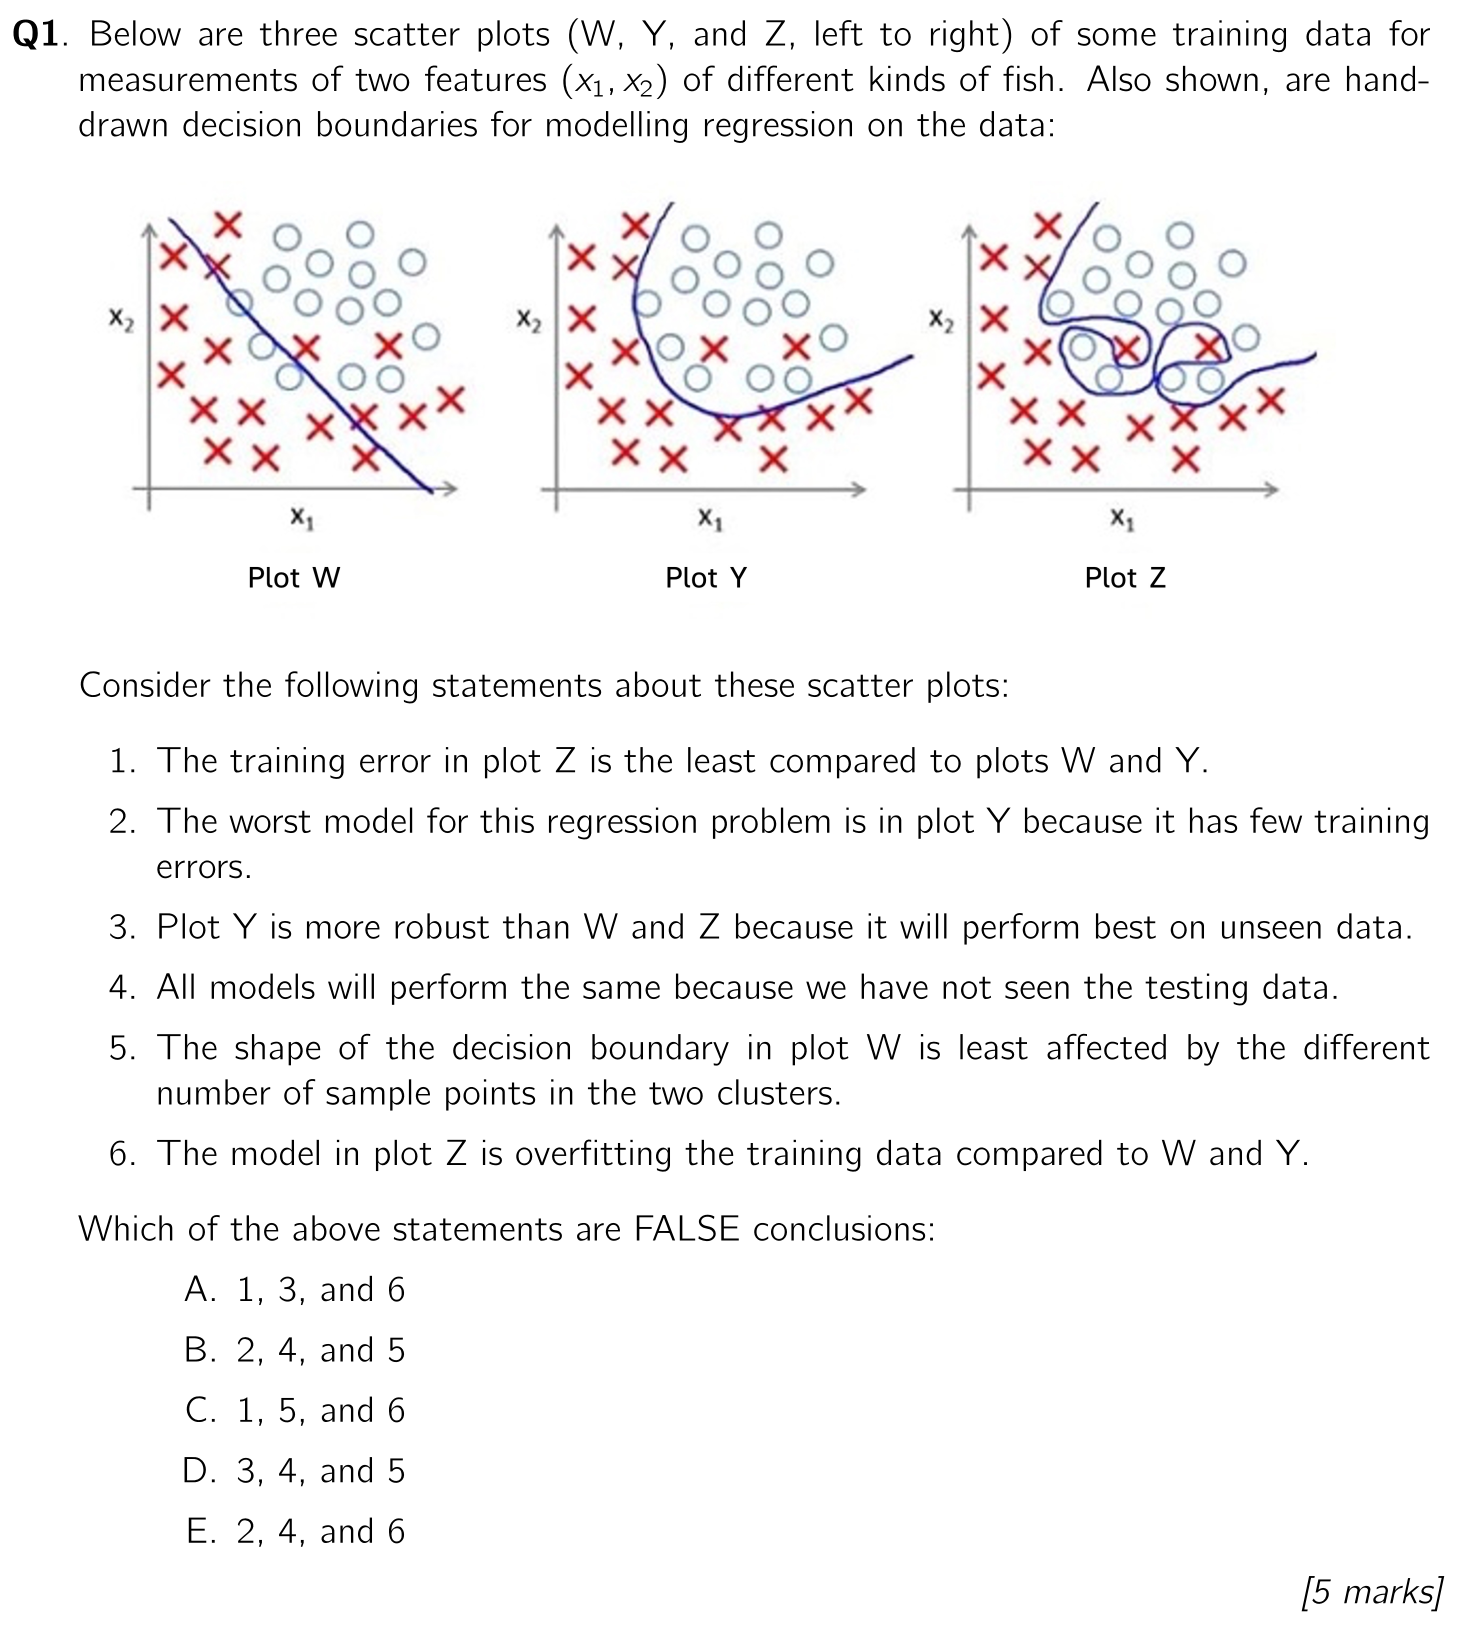 Q1. Below are three scatter plots (W, Y, and Z, left to right) of some training data for
measurements of two features (x₁, x₂) of different kinds of fish. Also shown, are hand-
drawn decision boundaries for modelling regression on the data:
x₂ x₂ x₂
x₁ x₁ x₁
Plot W Plot Y Plot Z
Consider the following statements about these scatter plots:
1. The training error in plot Z is the least compared to plots W and Y.
2. The worst model for this regression problem is in plot Y because it has few training
errors.
3. Plot Y is more robust than W and Z because it will perform best on unseen data.
4. All models will perform the same because we have not seen the testing data.
5. The shape of the decision boundary in plot W is least affected by the different
number of sample points in the two clusters.
6. The model in plot Z is overfitting the training data compared to W and Y.
Which of the above statements are FALSE conclusions:
A. 1, 3, and 6
B. 2, 4, and 5
C. 1, 5, and 6
D. 3, 4, and 5
E. 2, 4, and 6
[5 marks]